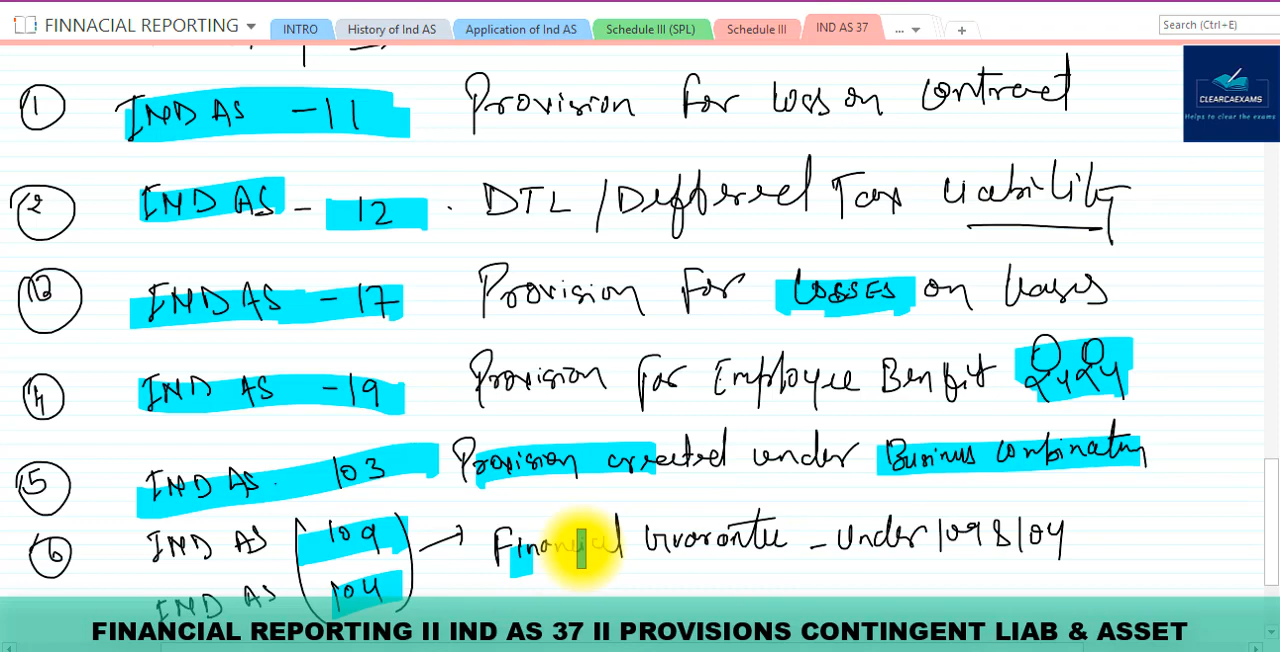 FINNACIAL REPORTING
INTRO
History of Ind AS
Application of Ind AS
Schedule III (SPL)
Schedule III
IND AS 37
...
+
Search (Ctrl+E)
CLEARCAEXAMS
Helps to clear the exams
1 IND AS - 11 Provision for loss on contract
2 IND AS - 12 . DTL / Defferred Tax Liability
3 IND AS - 17 Provision for LOSSES on leases
4 IND AS - 19 Provision for Employee Benefit
5 IND AS. 103 Provision created under Business Combination
6 IND AS 109 → Financial Guarantee - Under 109 & 104
IND AS 104
FINANCIAL REPORTING II IND AS 37 II PROVISIONS CONTINGENT LIAB & ASSET